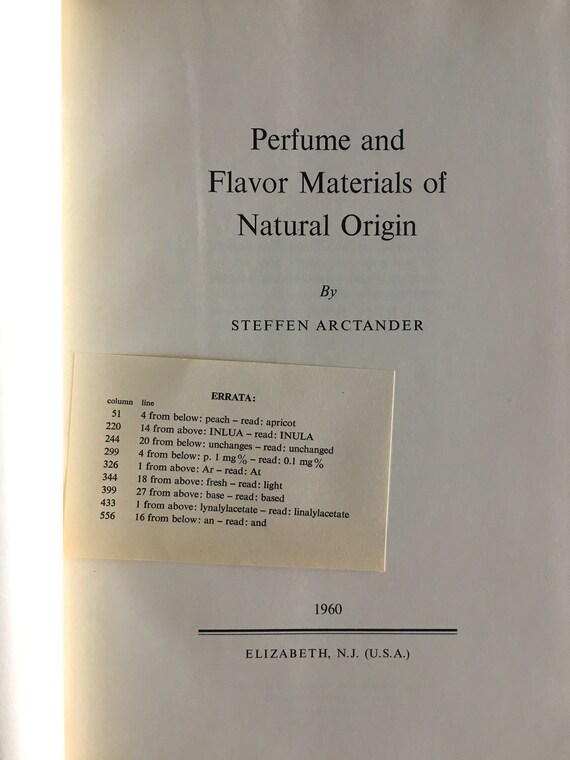 Perfume and
Flavor Materials of
Natural Origin
By
STEFFEN ARCTANDER
ERRATA:
column line
51 4 from below: peach – read: apricot
220 14 from above: INLUA – read: INULA
244 20 from below: unchanges – read: unchanged
299 4 from below: p. 1 mg% – read: 0.1 mg%
326 1 from above: Ar – read: At
344 18 from above: fresh – read: light
399 27 from above: base – read: based
433 1 from above: lynalylacetate – read: linalylacetate
556 16 from below: an – read: and
1960
ELIZABETH, N.J. (U.S.A.)